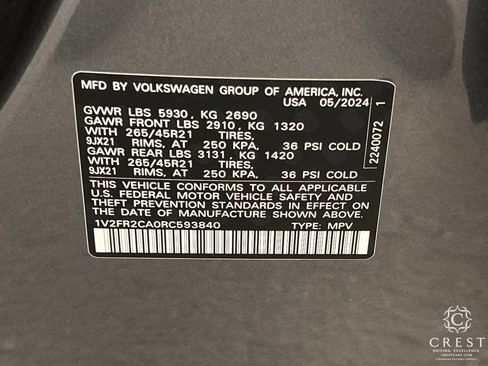 MFD BY VOLKSWAGEN GROUP OF AMERICA, INC.
USA 05/2024
GVWR LBS 5930, KG 2690
GAWR FRONT LBS 2910, KG 1320
WITH 265/45R21 TIRES,
9JX21 RIMS, AT 250 KPA, 36 PSI COLD
GAWR REAR LBS 3131, KG 1420
WITH 265/45R21 TIRES,
9JX21 RIMS, AT 250 KPA, 36 PSI COLD
THIS VEHICLE CONFORMS TO ALL APPLICABLE
U.S. FEDERAL MOTOR VEHICLE SAFETY AND
THEFT PREVENTION STANDARDS IN EFFECT ON
THE DATE OF MANUFACTURE SHOWN ABOVE.
1V2FR2CA0RC593840 TYPE: MPV
2240072 1
CREST
DRIVING. EXCELLENCE.
CRESTCARS.COM